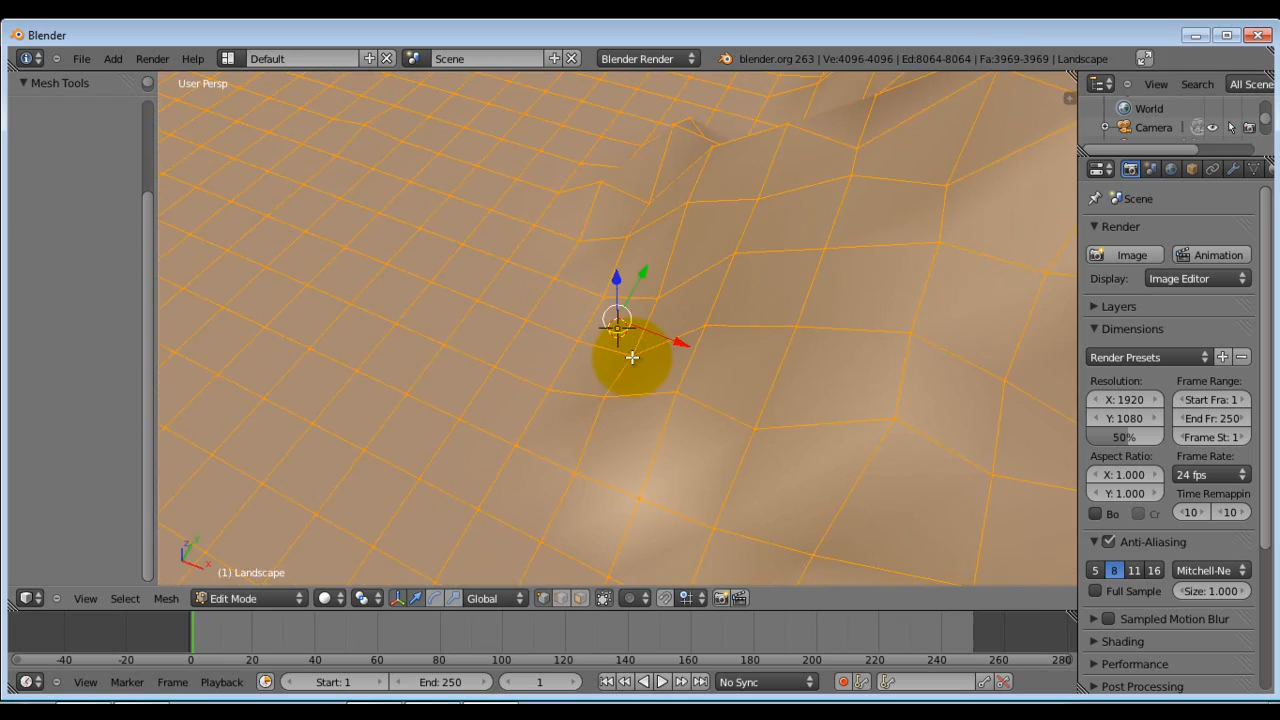 Blender
File Add Render Help Default Scene Blender Render blender.org 263 | Ve:4096-4096 | Ed:8064-8064 | Fa:3969-3969 | Landscape
Mesh Tools
User Persp
View Search All Scene
World
Camera
Scene
Render
Image Animation
Display: Image Editor
Layers
Dimensions
Render Presets
Resolution: Frame Range:
X: 1920 Start Fra: 1
Y: 1080 End Fr: 250
50% Frame St: 1
Aspect Ratio: Frame Rate:
X: 1.000 24 fps
Y: 1.000 Time Remappin
Bo Cr 10 10
Anti-Aliasing
5 8 11 16 Mitchell-Ne
Full Sample Size: 1.000
Sampled Motion Blur
Shading
Performance
Post Processing
z y x
(1) Landscape
View Select Mesh Edit Mode Global
-40 -20 0 20 40 60 80 100 120 140 160 180 200 220 240 260 280
View Marker Frame Playback Start: 1 End: 250 1 No Sync